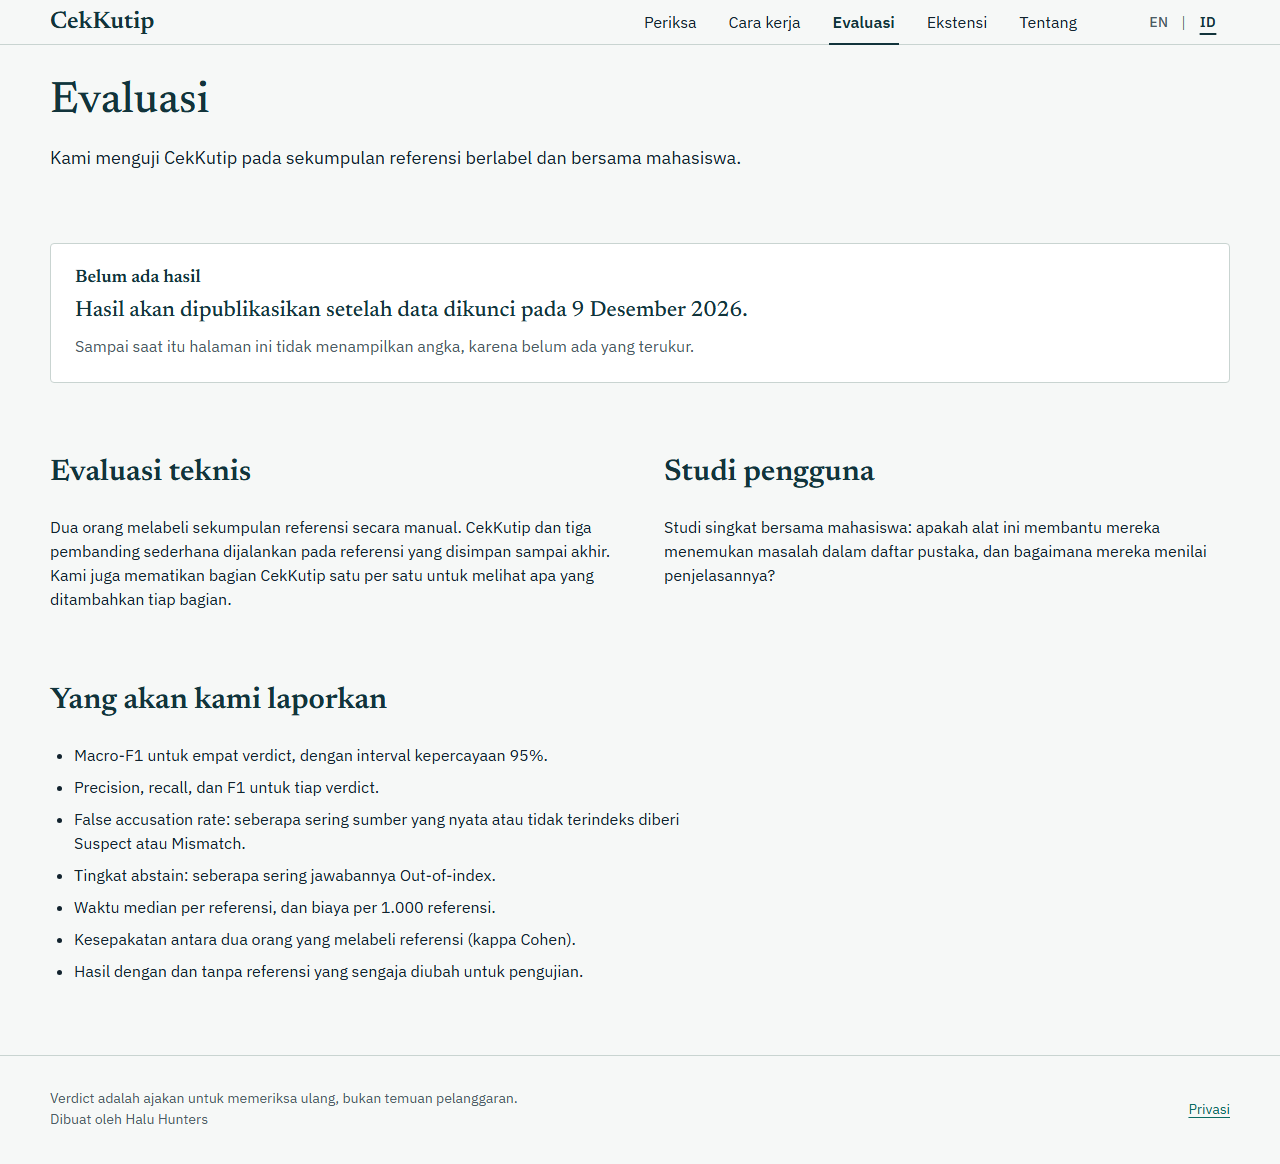 CekKutip
Periksa
Cara kerja
Evaluasi
Ekstensi
Tentang
EN | ID
Evaluasi
Kami menguji CekKutip pada sekumpulan referensi berlabel dan bersama mahasiswa.
Belum ada hasil
Hasil akan dipublikasikan setelah data dikunci pada 9 Desember 2026.
Sampai saat itu halaman ini tidak menampilkan angka, karena belum ada yang terukur.
Evaluasi teknis
Dua orang melabeli sekumpulan referensi secara manual. CekKutip dan tiga
pembanding sederhana dijalankan pada referensi yang disimpan sampai akhir.
Kami juga mematikan bagian CekKutip satu per satu untuk melihat apa yang
ditambahkan tiap bagian.
Studi pengguna
Studi singkat bersama mahasiswa: apakah alat ini membantu mereka
menemukan masalah dalam daftar pustaka, dan bagaimana mereka menilai
penjelasannya?
Yang akan kami laporkan
• Macro-F1 untuk empat verdict, dengan interval kepercayaan 95%.
• Precision, recall, dan F1 untuk tiap verdict.
• False accusation rate: seberapa sering sumber yang nyata atau tidak terindeks diberi
Suspect atau Mismatch.
• Tingkat abstain: seberapa sering jawabannya Out-of-index.
• Waktu median per referensi, dan biaya per 1.000 referensi.
• Kesepakatan antara dua orang yang melabeli referensi (kappa Cohen).
• Hasil dengan dan tanpa referensi yang sengaja diubah untuk pengujian.
Verdict adalah ajakan untuk memeriksa ulang, bukan temuan pelanggaran.
Dibuat oleh Halu Hunters
Privasi